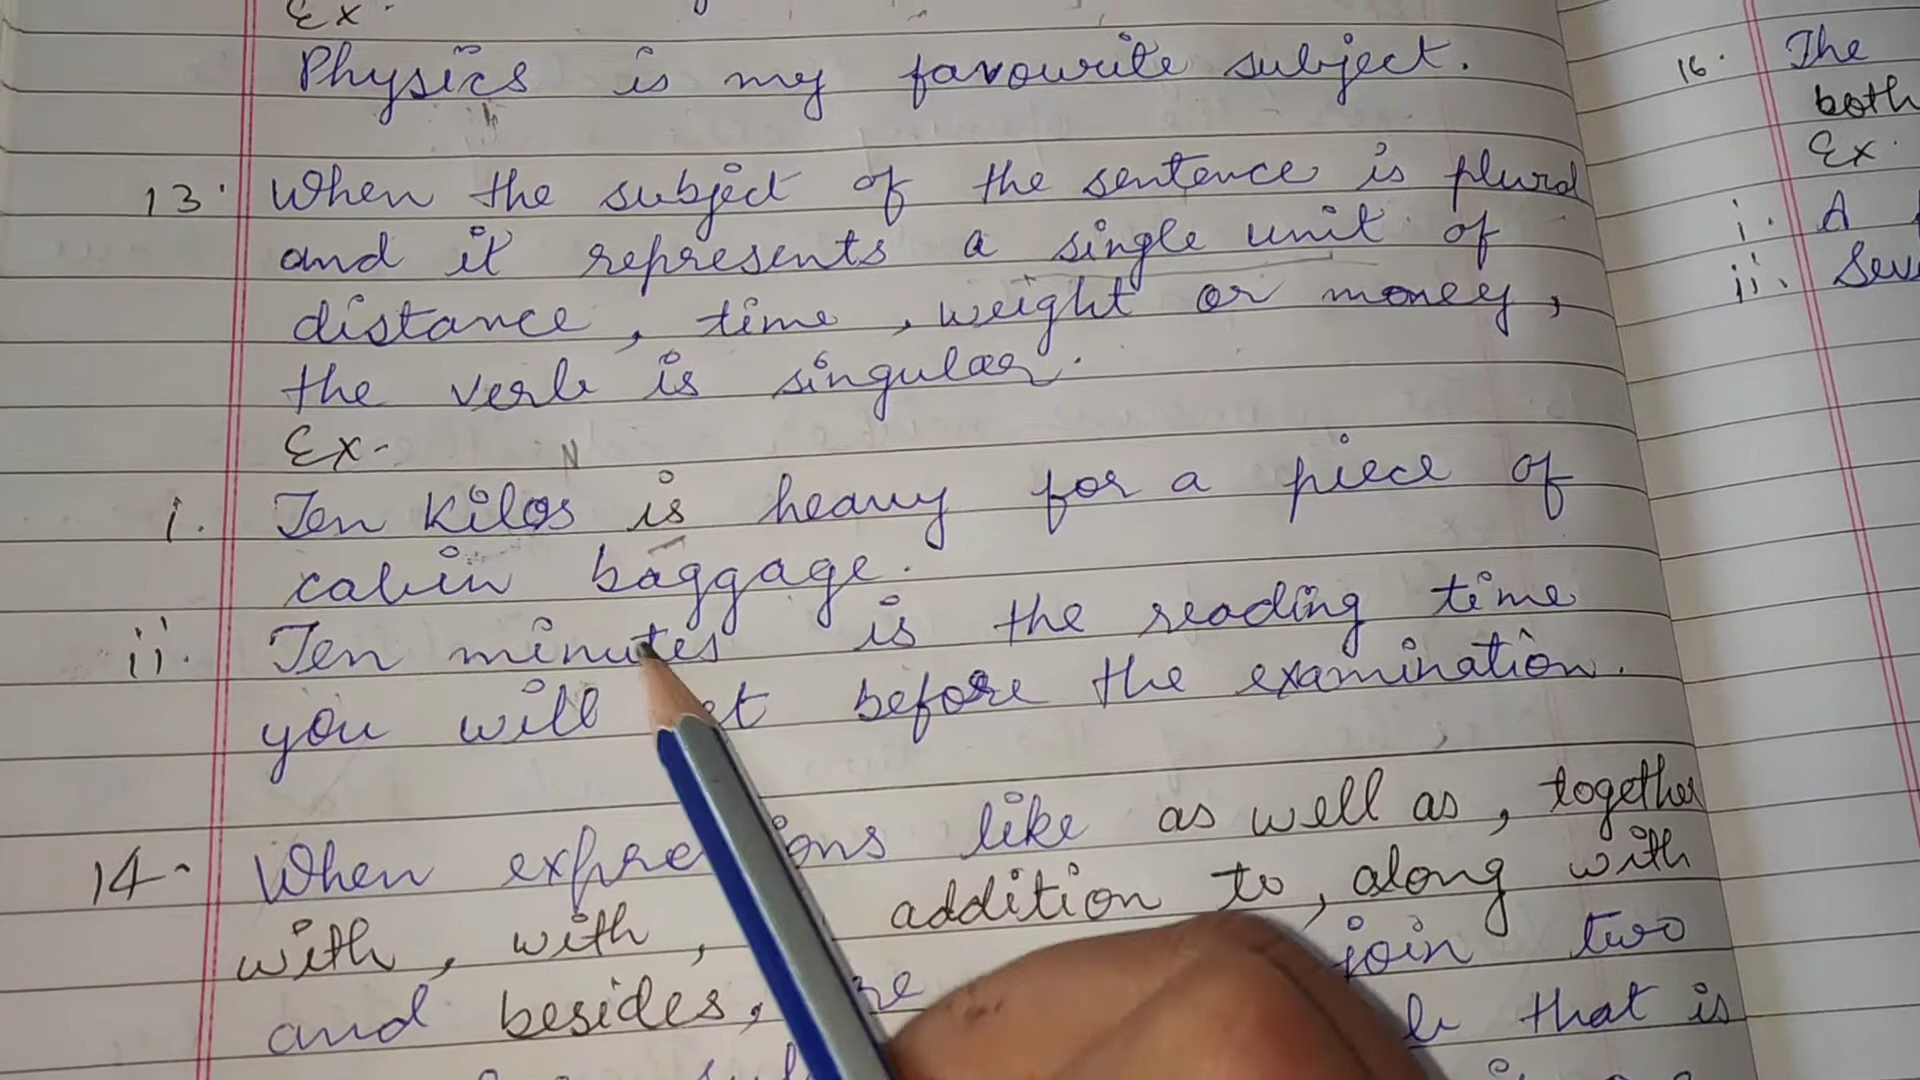 Ex.
Physics is my favourite subject.
13. When the subject of the sentence is plural
and it represents a single unit of
distance, time, weight or money,
the verb is singular.
Ex-
N
i. Ten kilos is heavy for a piece of
cabin baggage.
ii. Ten minutes is the reading time
you will et before the examination.
14- When expre ons like as well as, together
with, with, addition to, along with
and besides, join two
that is
16. The
both
Ex.
i. A
ii. Sev